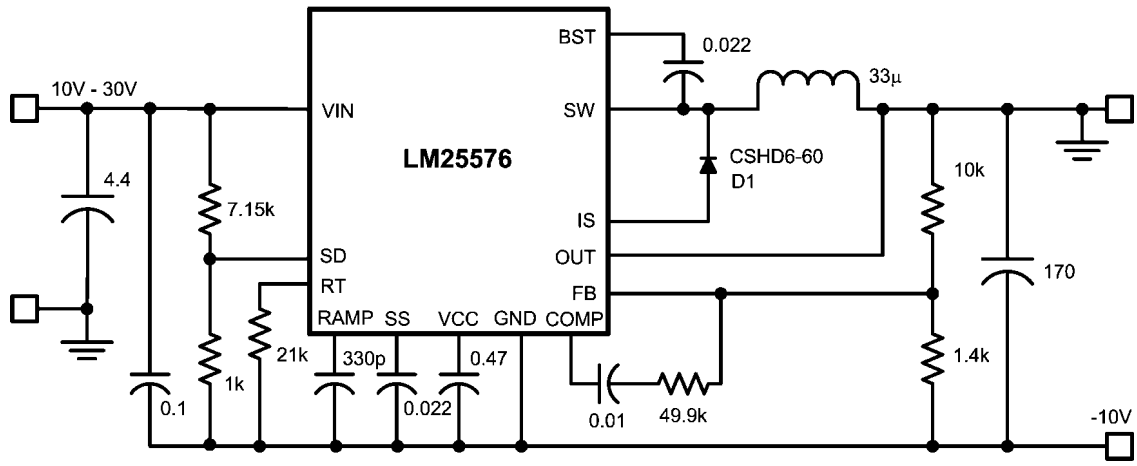 BST
0.022
33μ
10V - 30V
VIN
SW
LM25576
CSHD6-60
D1
10k
4.4
7.15k
IS
SD
OUT
170
RT
FB
RAMP SS VCC GND COMP
21k
330p
0.47
1.4k
1k
0.1
0.022
0.01
49.9k
-10V